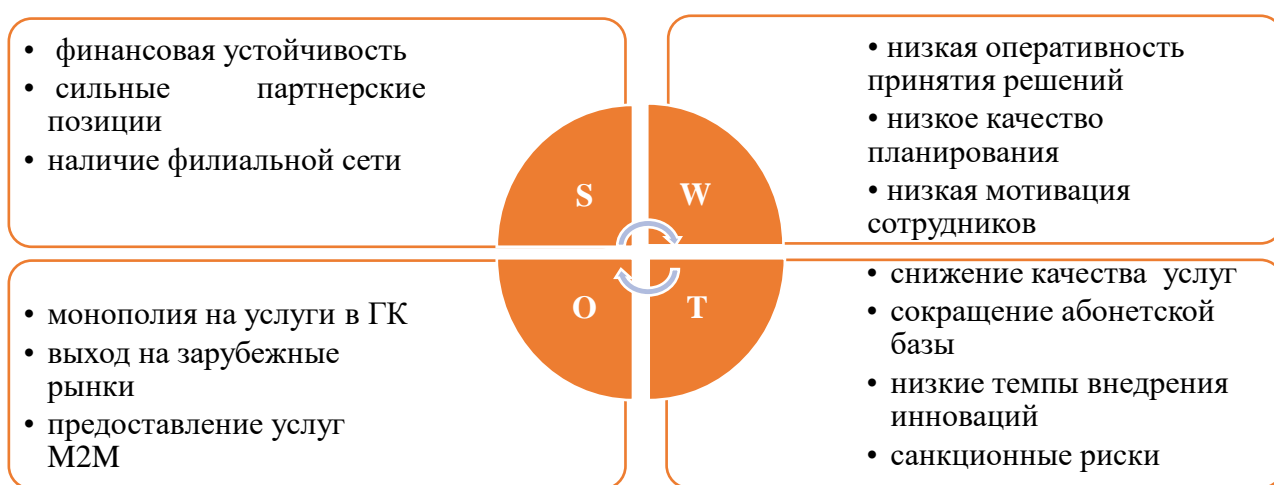 • финансовая устойчивость
• сильные партнерские
позиции
• наличие филиальной сети
• низкая оперативность
принятия решений
• низкое качество
планирования
• низкая мотивация
сотрудников
S
W
O
T
• монополия на услуги в ГК
• выход на зарубежные
рынки
• предоставление услуг
М2М
• снижение качества услуг
• сокращение абонетской
базы
• низкие темпы внедрения
инноваций
• санкционные риски